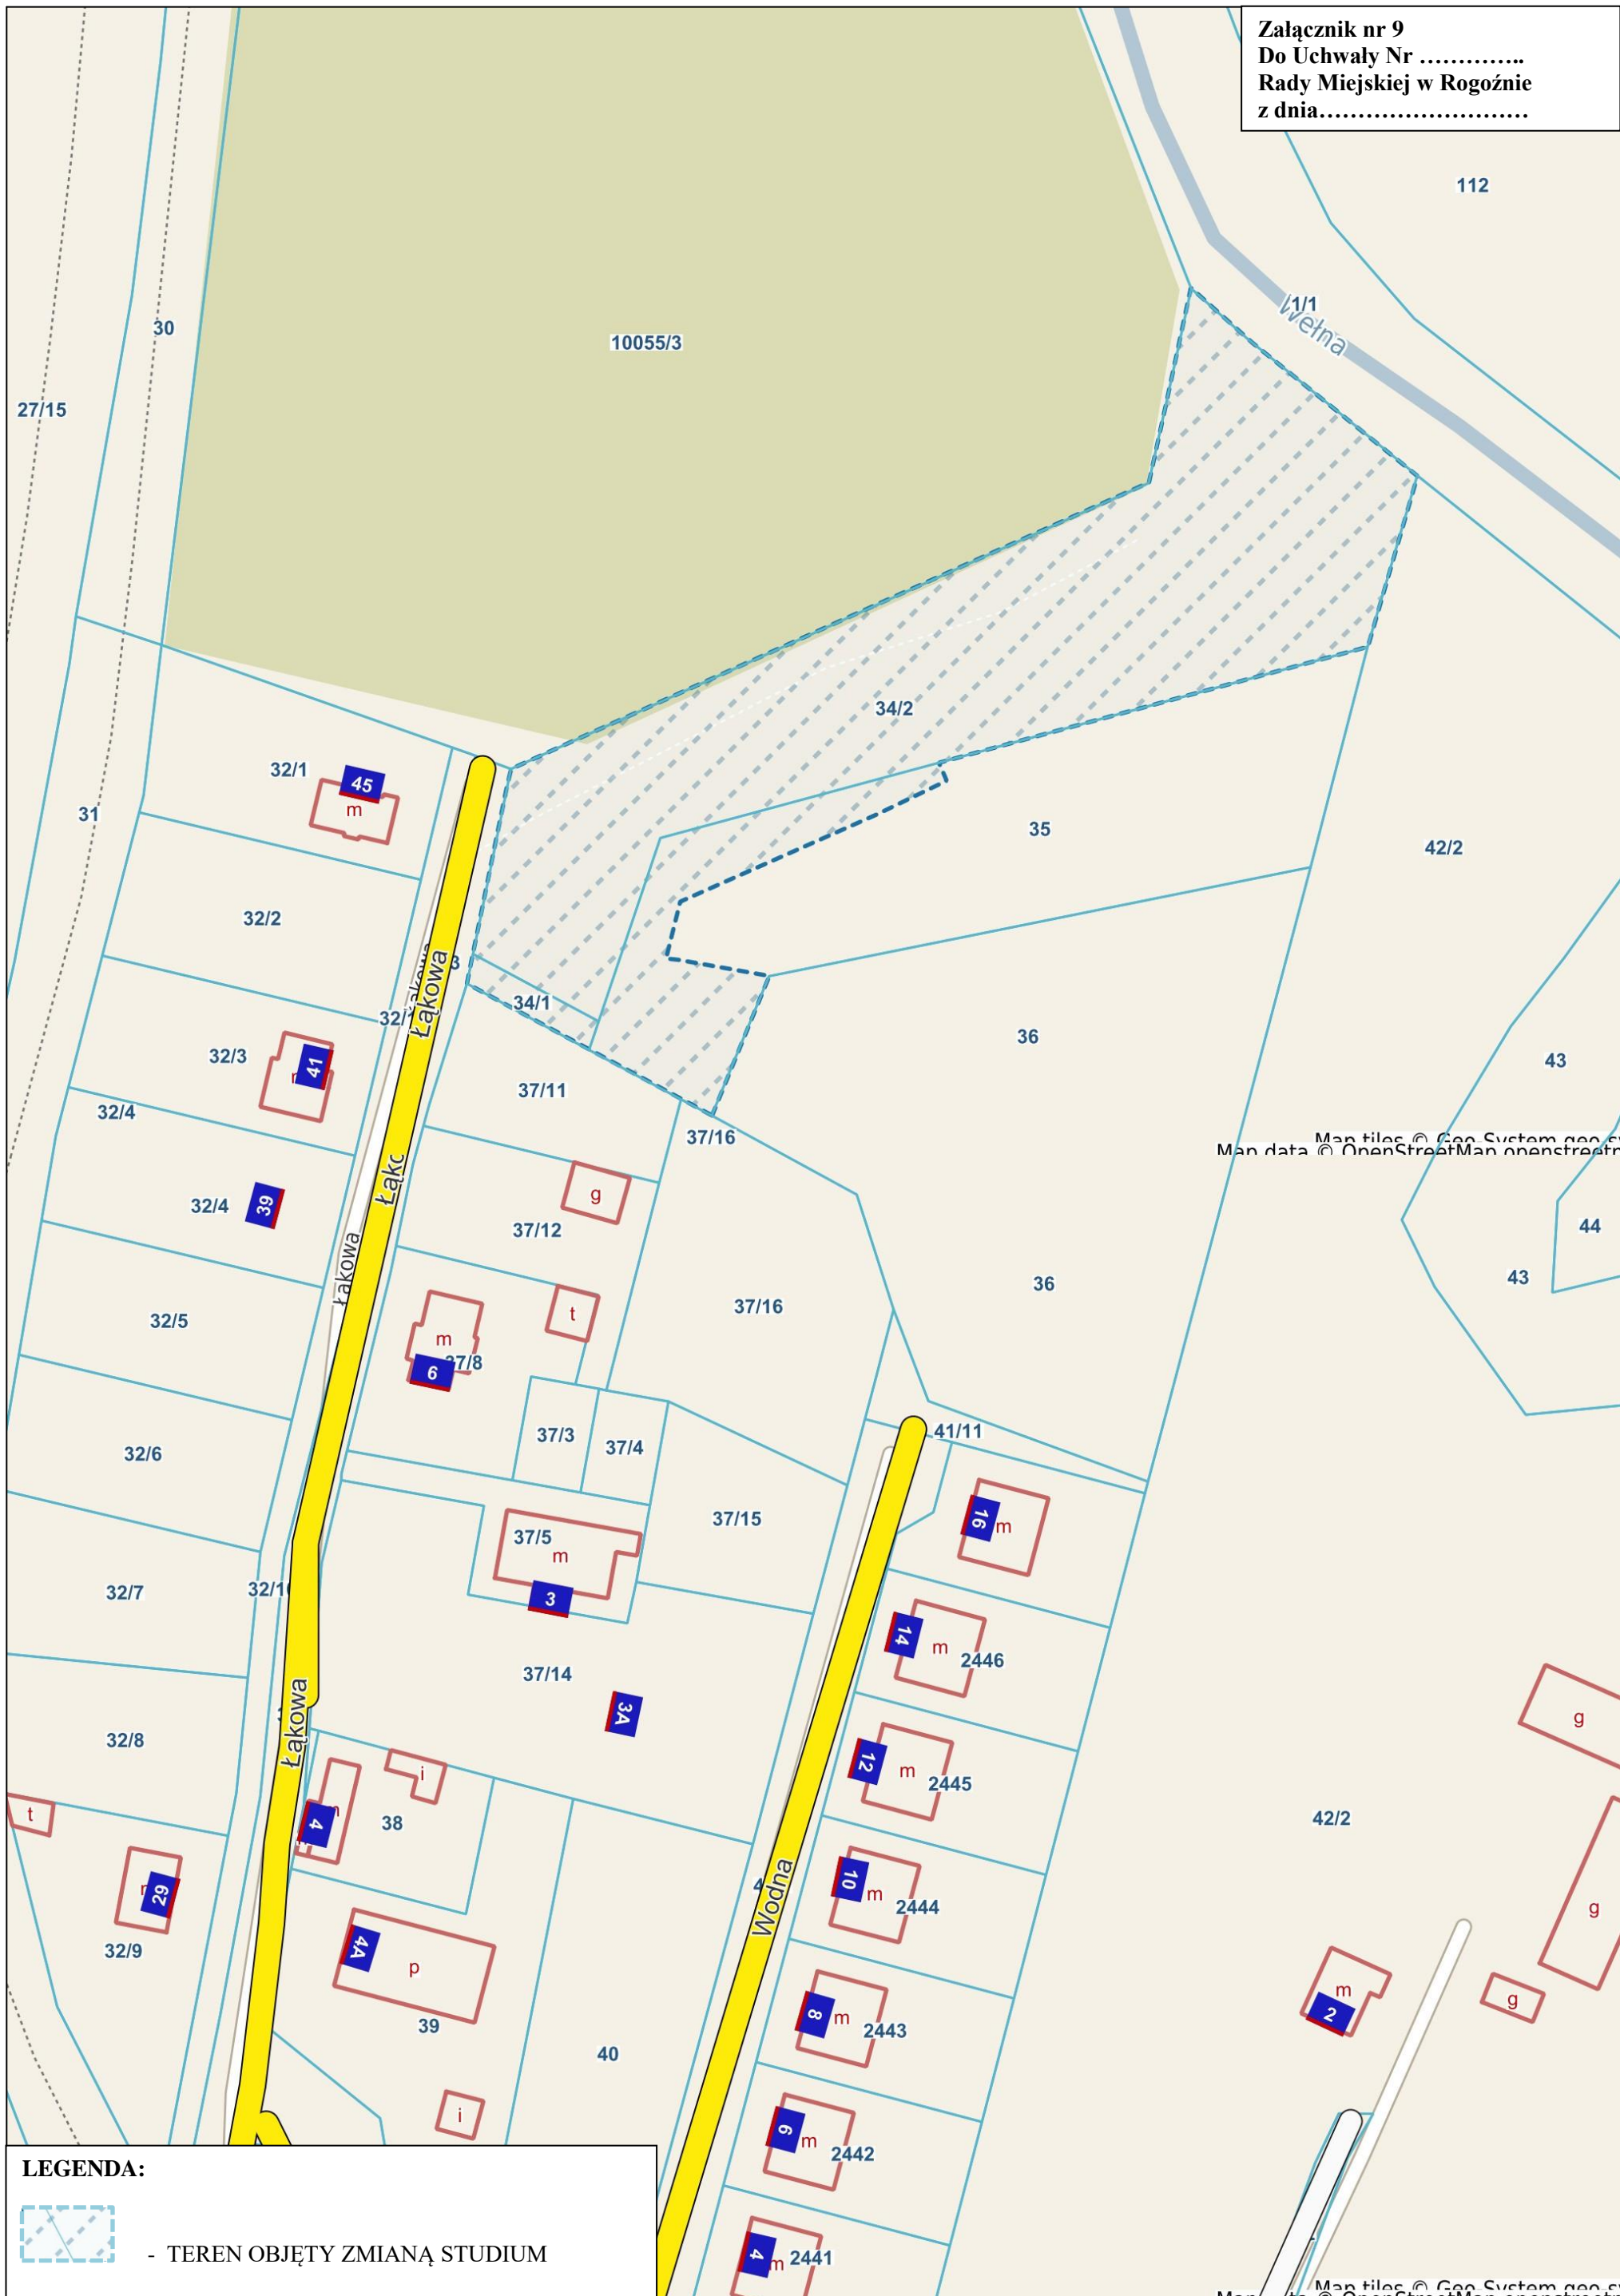 Załącznik nr 9
Do Uchwały Nr …………..
Rady Miejskiej w Rogoźnie
z dnia………………………
112
1/1
Wełna
30
10055/3
27/15
34/2
32/1
45
m
31
35
42/2
32/2
Łąkowa
34/1
32/3
41
36
37/11
43
32/4
37/16
Map tiles © Geo-System
Map data © OpenStreetMap
g
32/4
39
37/12
44
Łąkowa
43
36
37/16
32/5
t
m
37/8
6
41/11
37/3
37/4
32/6
37/15
16
m
37/5
m
3
32/7
14
m
2446
37/14
3A
Łąkowa
g
32/8
12
m
2445
i
t
38
4
42/2
10
m
2444
Wodna
29
32/9
4A
p
g
m
2
g
8
m
2443
39
40
i
6
m
2442
4
m
2441
LEGENDA:
- TEREN OBJĘTY ZMIANĄ STUDIUM